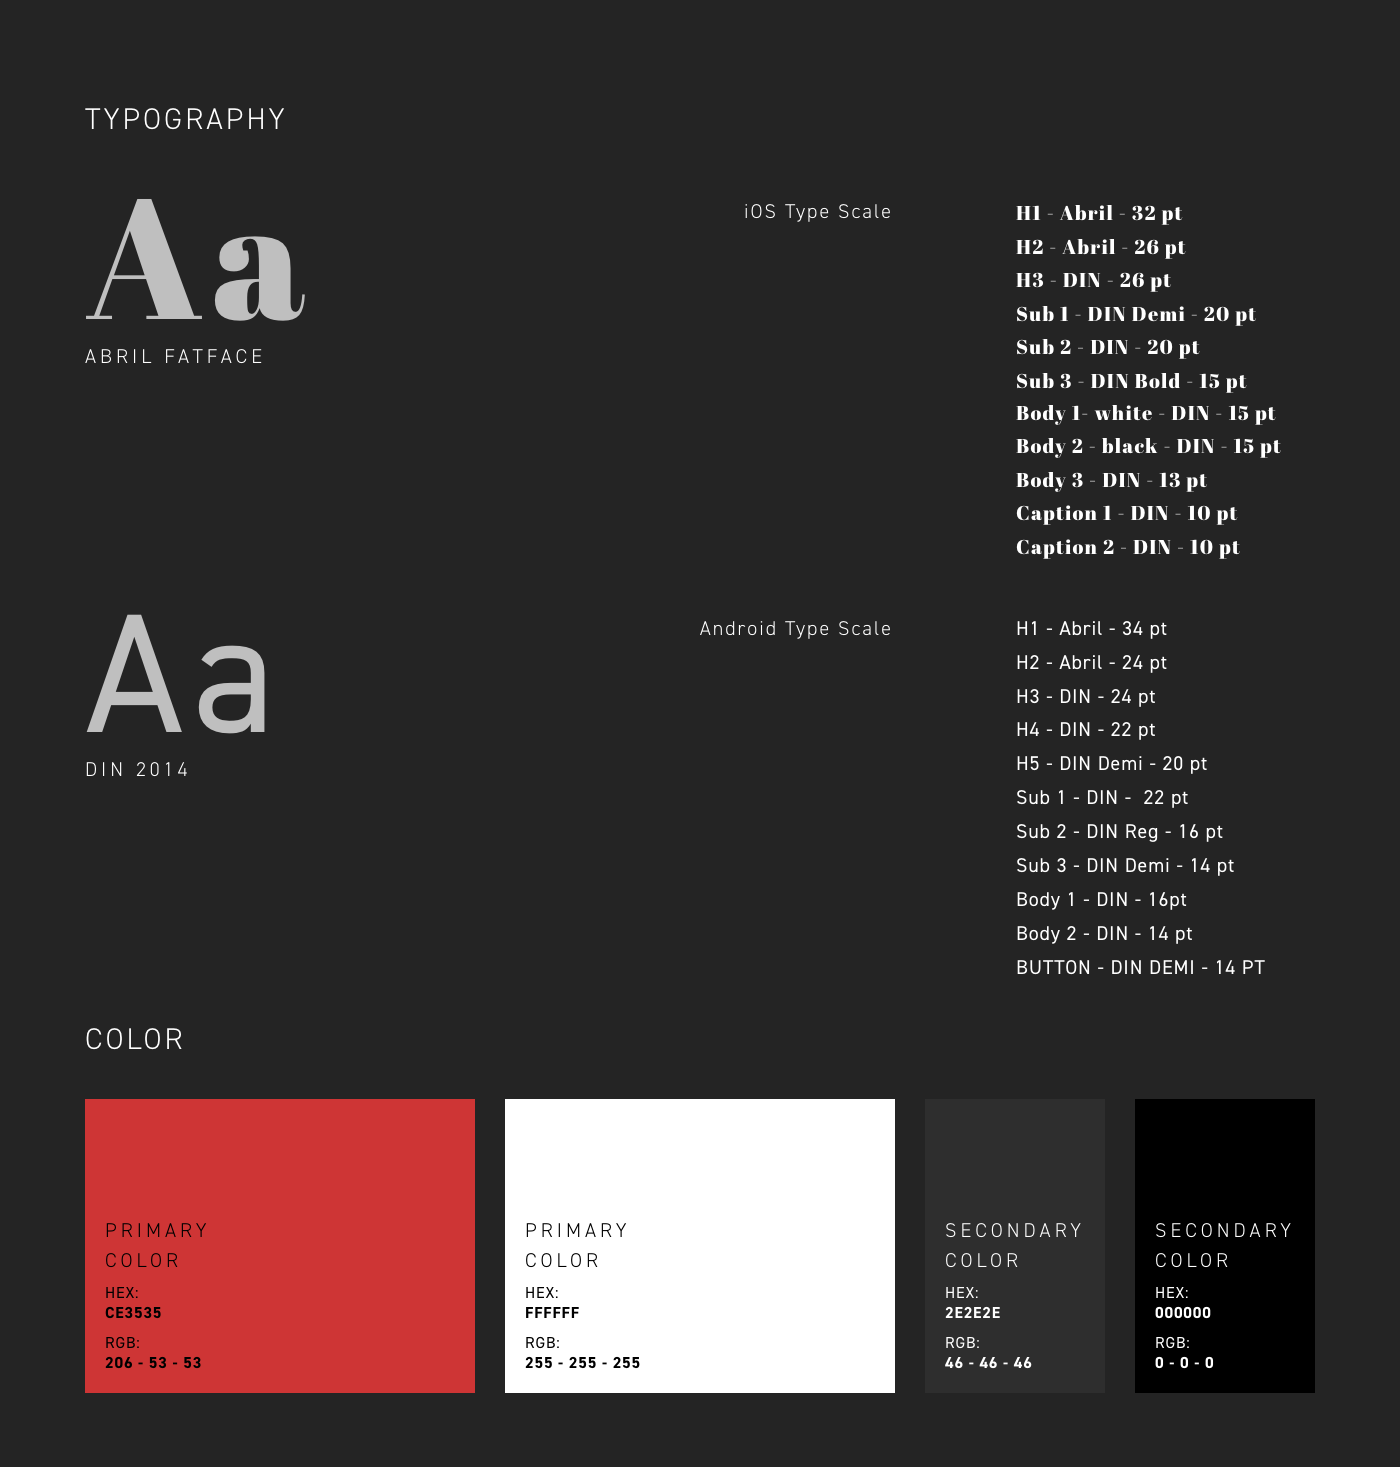 TYPOGRAPHY
Aa
ABRIL FATFACE
iOS Type Scale
H1 - Abril - 32 pt
H2 - Abril - 26 pt
H3 - DIN - 26 pt
Sub 1 - DIN Demi - 20 pt
Sub 2 - DIN - 20 pt
Sub 3 - DIN Bold - 15 pt
Body 1- white - DIN - 15 pt
Body 2 - black - DIN - 15 pt
Body 3 - DIN - 13 pt
Caption 1 - DIN - 10 pt
Caption 2 - DIN - 10 pt
Aa
DIN 2014
Android Type Scale
H1 - Abril - 34 pt
H2 - Abril - 24 pt
H3 - DIN - 24 pt
H4 - DIN - 22 pt
H5 - DIN Demi - 20 pt
Sub 1 - DIN -  22 pt
Sub 2 - DIN Reg - 16 pt
Sub 3 - DIN Demi - 14 pt
Body 1 - DIN - 16pt
Body 2 - DIN - 14 pt
BUTTON - DIN DEMI - 14 PT
COLOR
PRIMARY
COLOR
HEX:
CE3535
RGB:
206 - 53 - 53
PRIMARY
COLOR
HEX:
FFFFFF
RGB:
255 - 255 - 255
SECONDARY
COLOR
HEX:
2E2E2E
RGB:
46 - 46 - 46
SECONDARY
COLOR
HEX:
000000
RGB:
0 - 0 - 0